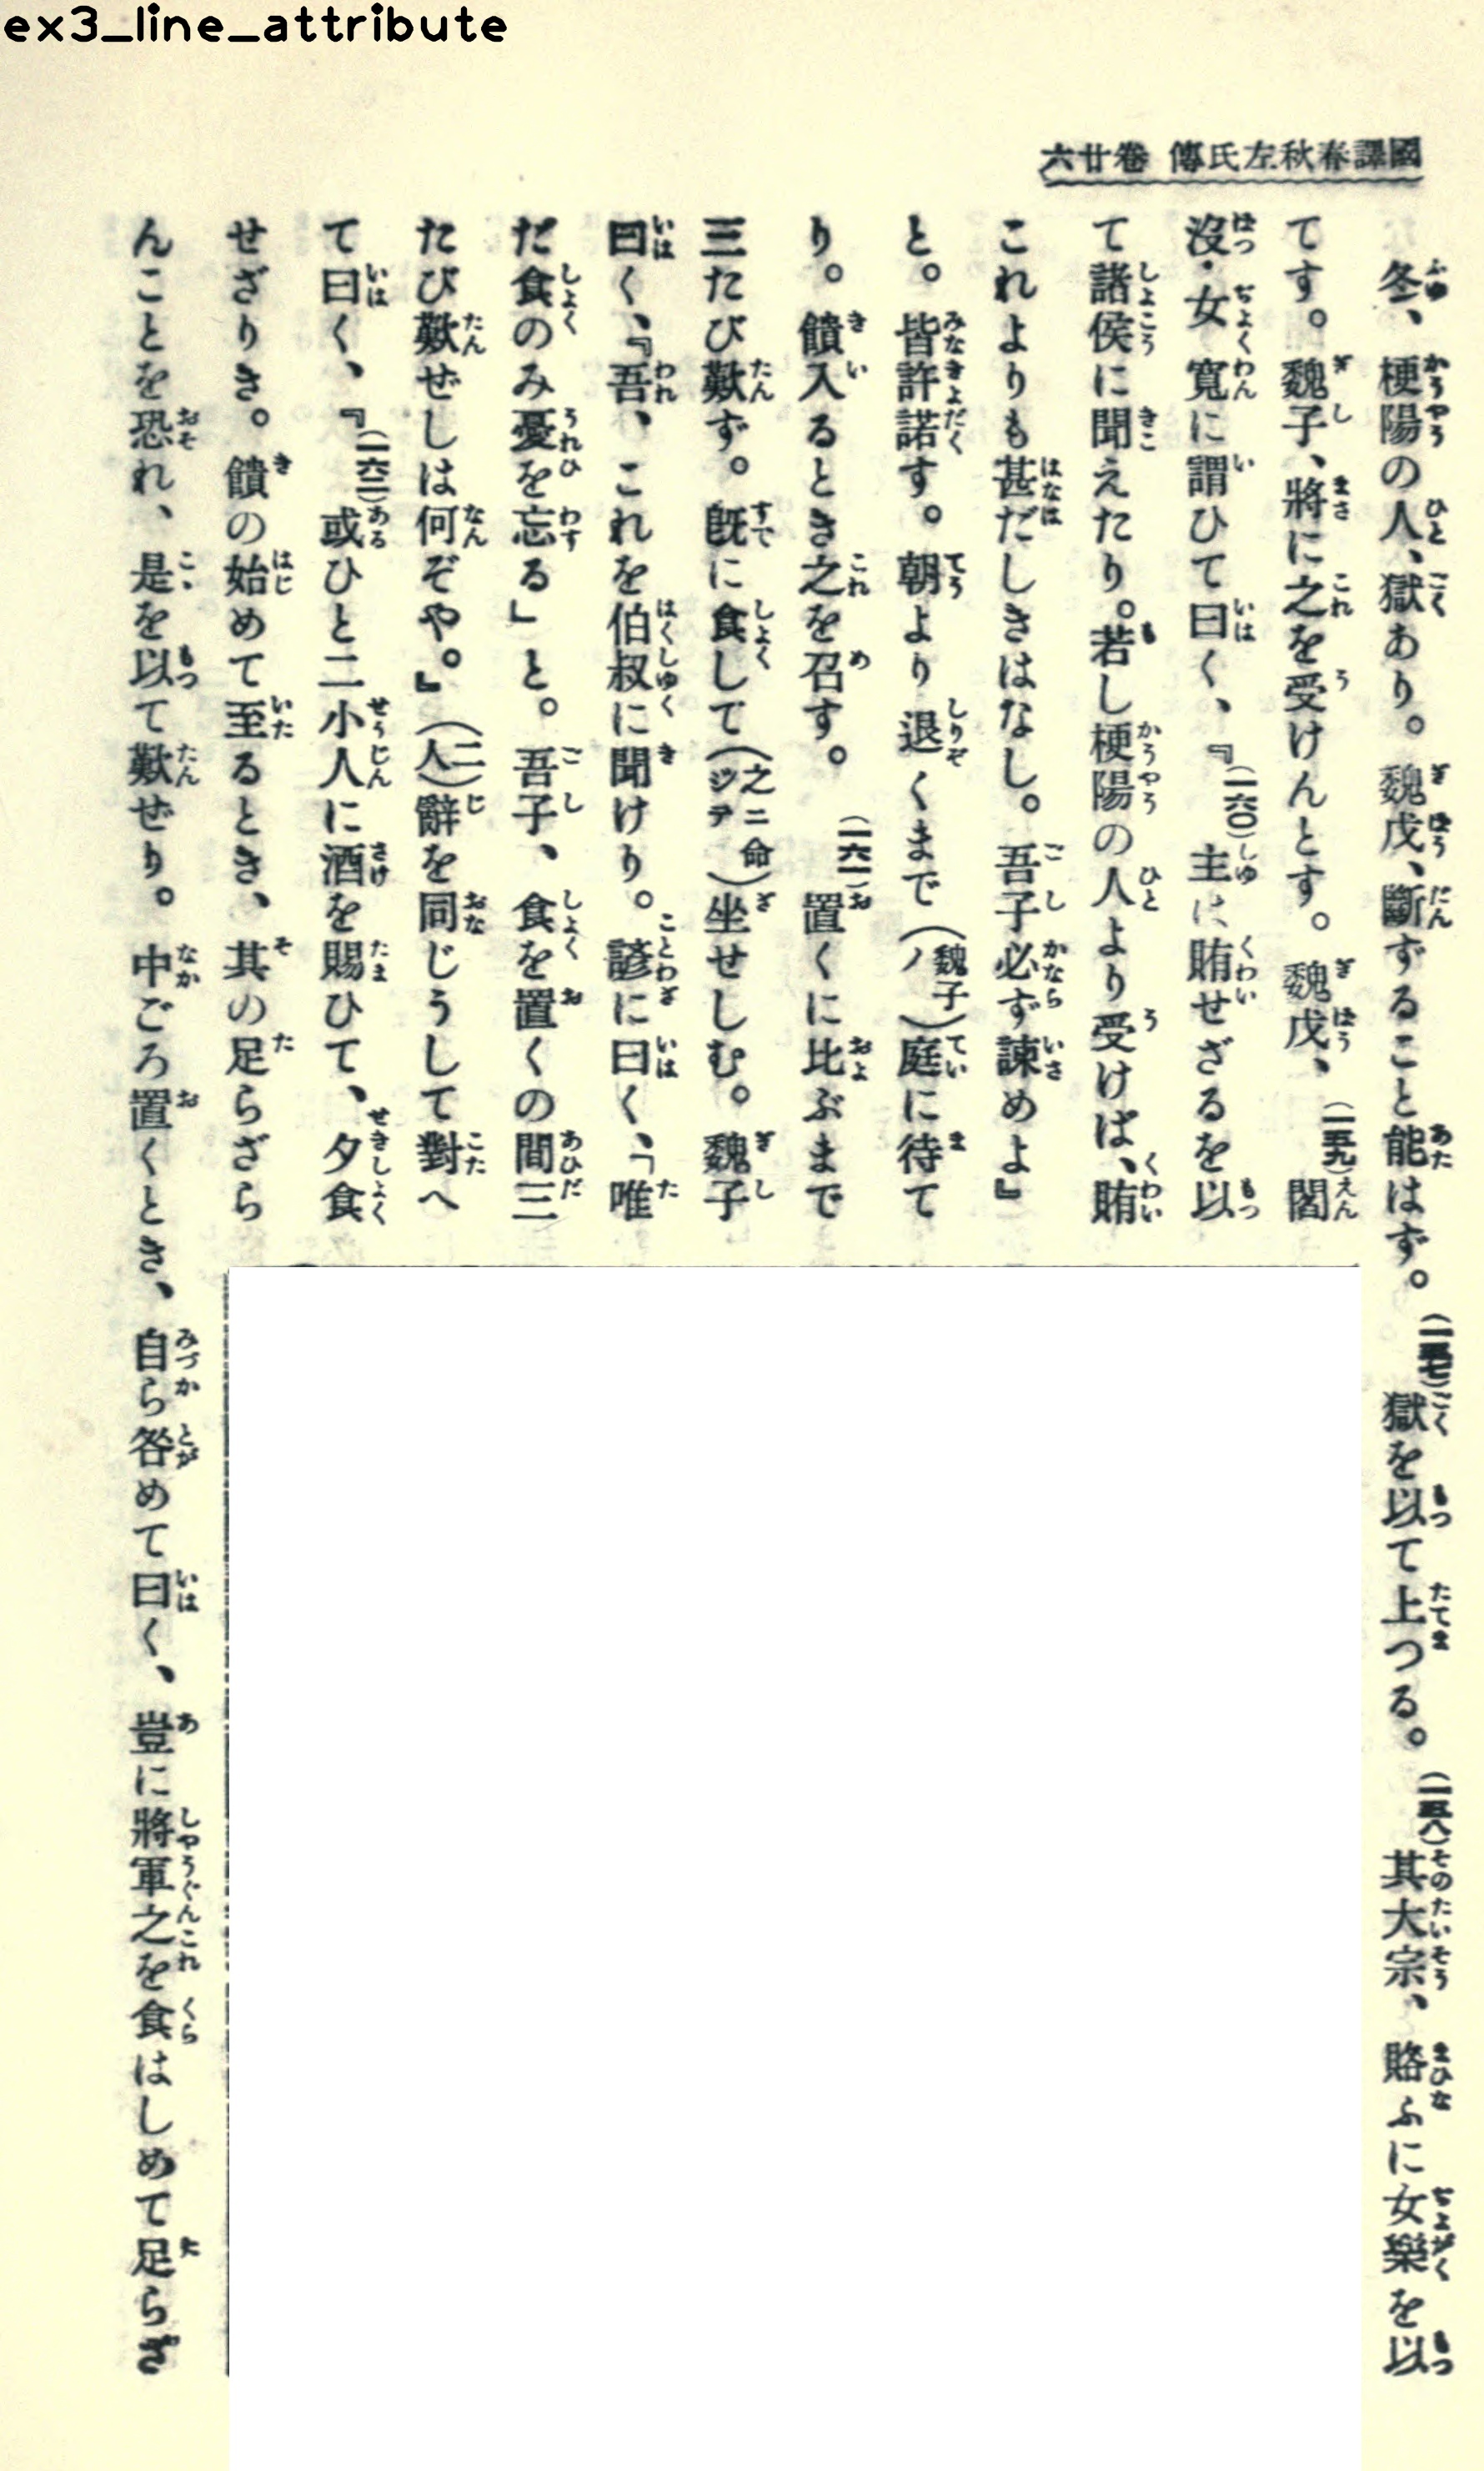 ex3_line_attribute
國譯春秋左氏傳 卷廿六
冬、梗陽の人、獄あり。魏戊、斷ずること能はず。(一五七)獄を以て上つる。(一五八)其大宗、賂ふに女樂を以
てす。魏子、將に之を受けんとす。魏戊、(一五九)閻
沒・女寬に謂ひて曰く、『(一六〇)主は賄せざるを以
て諸侯に聞えたり。若し梗陽の人より受けば、賄
これよりも甚だしきはなし。吾子必ず諫めよ』
と。皆許諾す。朝より退くまで(魏子ノ)庭に待て
り。饋入るとき之を召す。(一六一)置くに比ぶまで
三たび歎ず。既に食して(之ニ命ジテ)坐せしむ。魏子
曰く、『吾、これを伯叔に聞けり。諺に曰く、「唯
だ食のみ憂を忘る」と。吾子、食を置くの間三
たび歎ぜしは何ぞや。』(二人)辭を同じうして對へ
て曰く、『(一六二)或ひと二小人に酒を賜ひて、夕食
せざりき。饋の始めて至るとき、其の足らざら
んことを恐れ、是を以て歎ぜり。中ごろ置くとき、自ら咎めて曰く、豈に將軍之を食はしめて足らざ